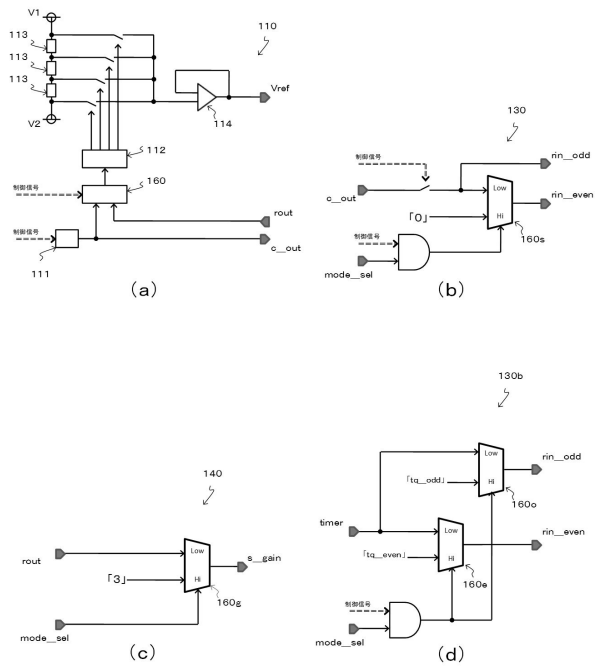 V1
113
113
113
V2
110
Vref
114
112
制御信号
160
rout
制御信号
c_out
111
(a)
130
制御信号
rin_odd
c_out
Low
rin_even
「0」
Hi
制御信号
160s
mode_sel
(b)
140
rout
Low
s_gain
「3」
Hi
160g
mode_sel
(c)
130b
Low
rin_odd
「tq_odd」
Hi
160o
timer
Low
rin_even
「tq_even」
Hi
160e
制御信号
mode_sel
(d)